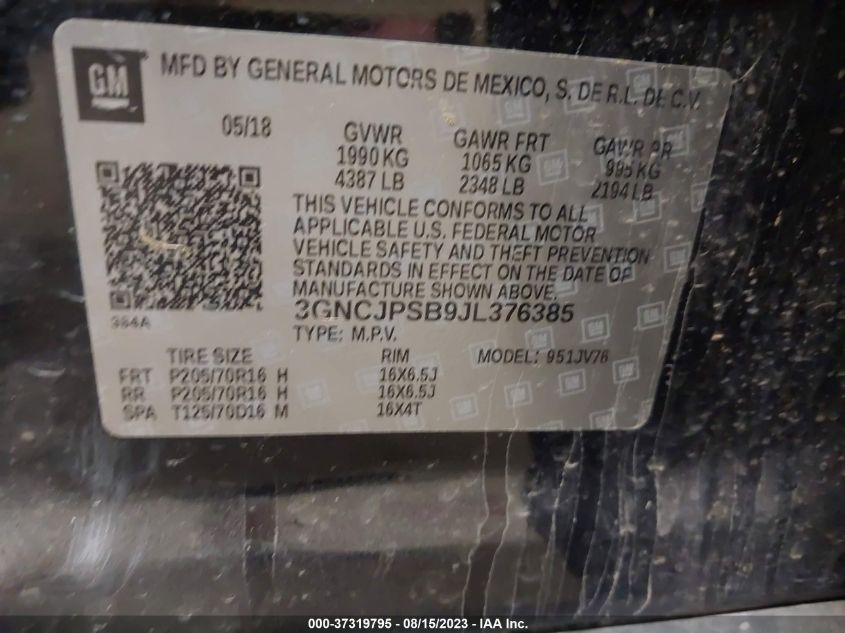 GM
MFD BY GENERAL MOTORS DE MEXICO, S. DE R.L. DE C.V.
05/18
GVWR GAWR FRT GAWR RR
1990 KG 1065 KG 995 KG
4387 LB 2348 LB 2194 LB
THIS VEHICLE CONFORMS TO ALL
APPLICABLE U.S. FEDERAL MOTOR
VEHICLE SAFETY AND THEFT PREVENTION
STANDARDS IN EFFECT ON THE DATE OF
MANUFACTURE SHOWN ABOVE.
3GNCJPSB9JL376385
384A
TYPE: M.P.V.
TIRE SIZE RIM MODEL: 951JV76
FRT P205/70R16 H 16X6.5J
RR P205/70R16 H 16X6.5J
SPA T125/70D16 M 16X4T
000-37319795 - 08/15/2023 - IAA Inc.